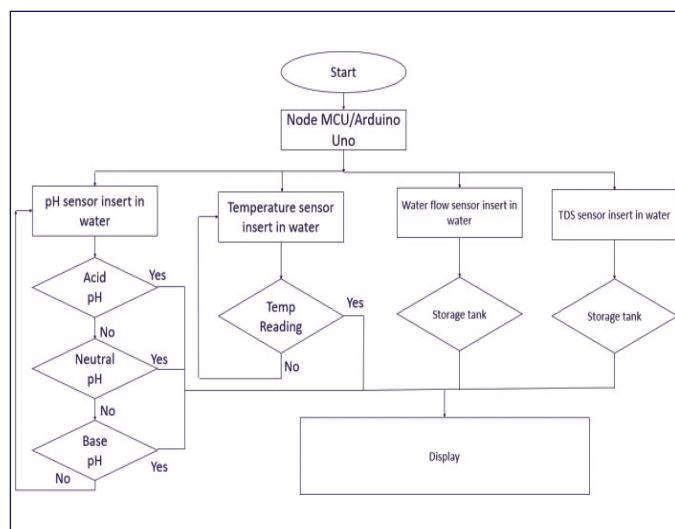 Start
Node MCU/Arduino
Uno
pH sensor insert in
water
Temperature sensor
insert in water
Water flow sensor insert in
water
TDS sensor insert in water
Acid
pH
Yes
No
Temp
Reading
Yes
No
Storage tank
Storage tank
Neutral
pH
Yes
No
Base
pH
Yes
No
Display